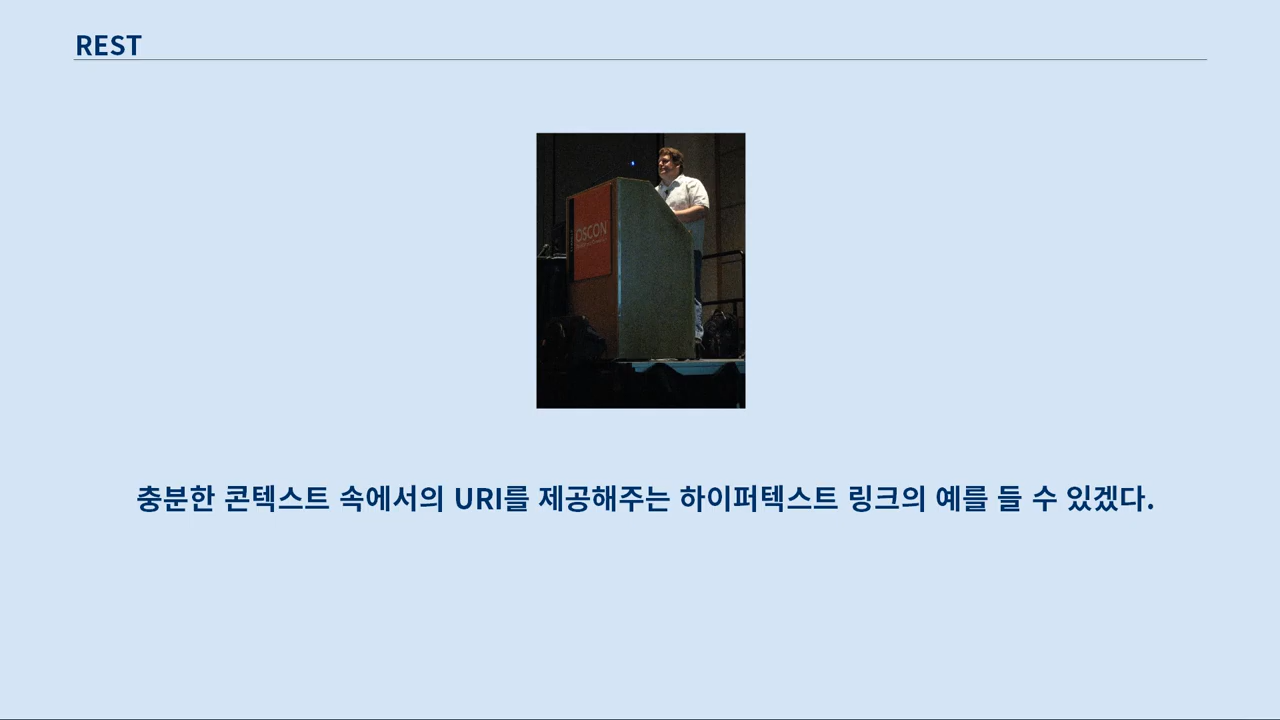 REST
OSCON
충분한 콘텍스트 속에서의 URI를 제공해주는 하이퍼텍스트 링크의 예를 들 수 있겠다.